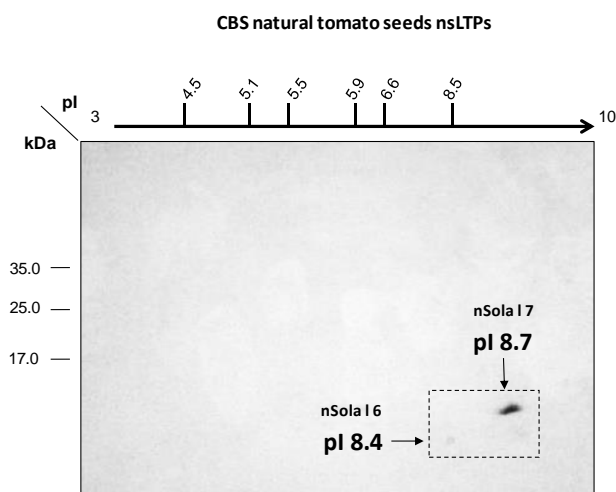 CBS natural tomato seeds nsLTPs
4.5 5.1 5.5 5.9 6.6 8.5
pI 3 10
kDa
35.0
25.0
17.0
nSola l 7
pI 8.7
nSola l 6
pI 8.4